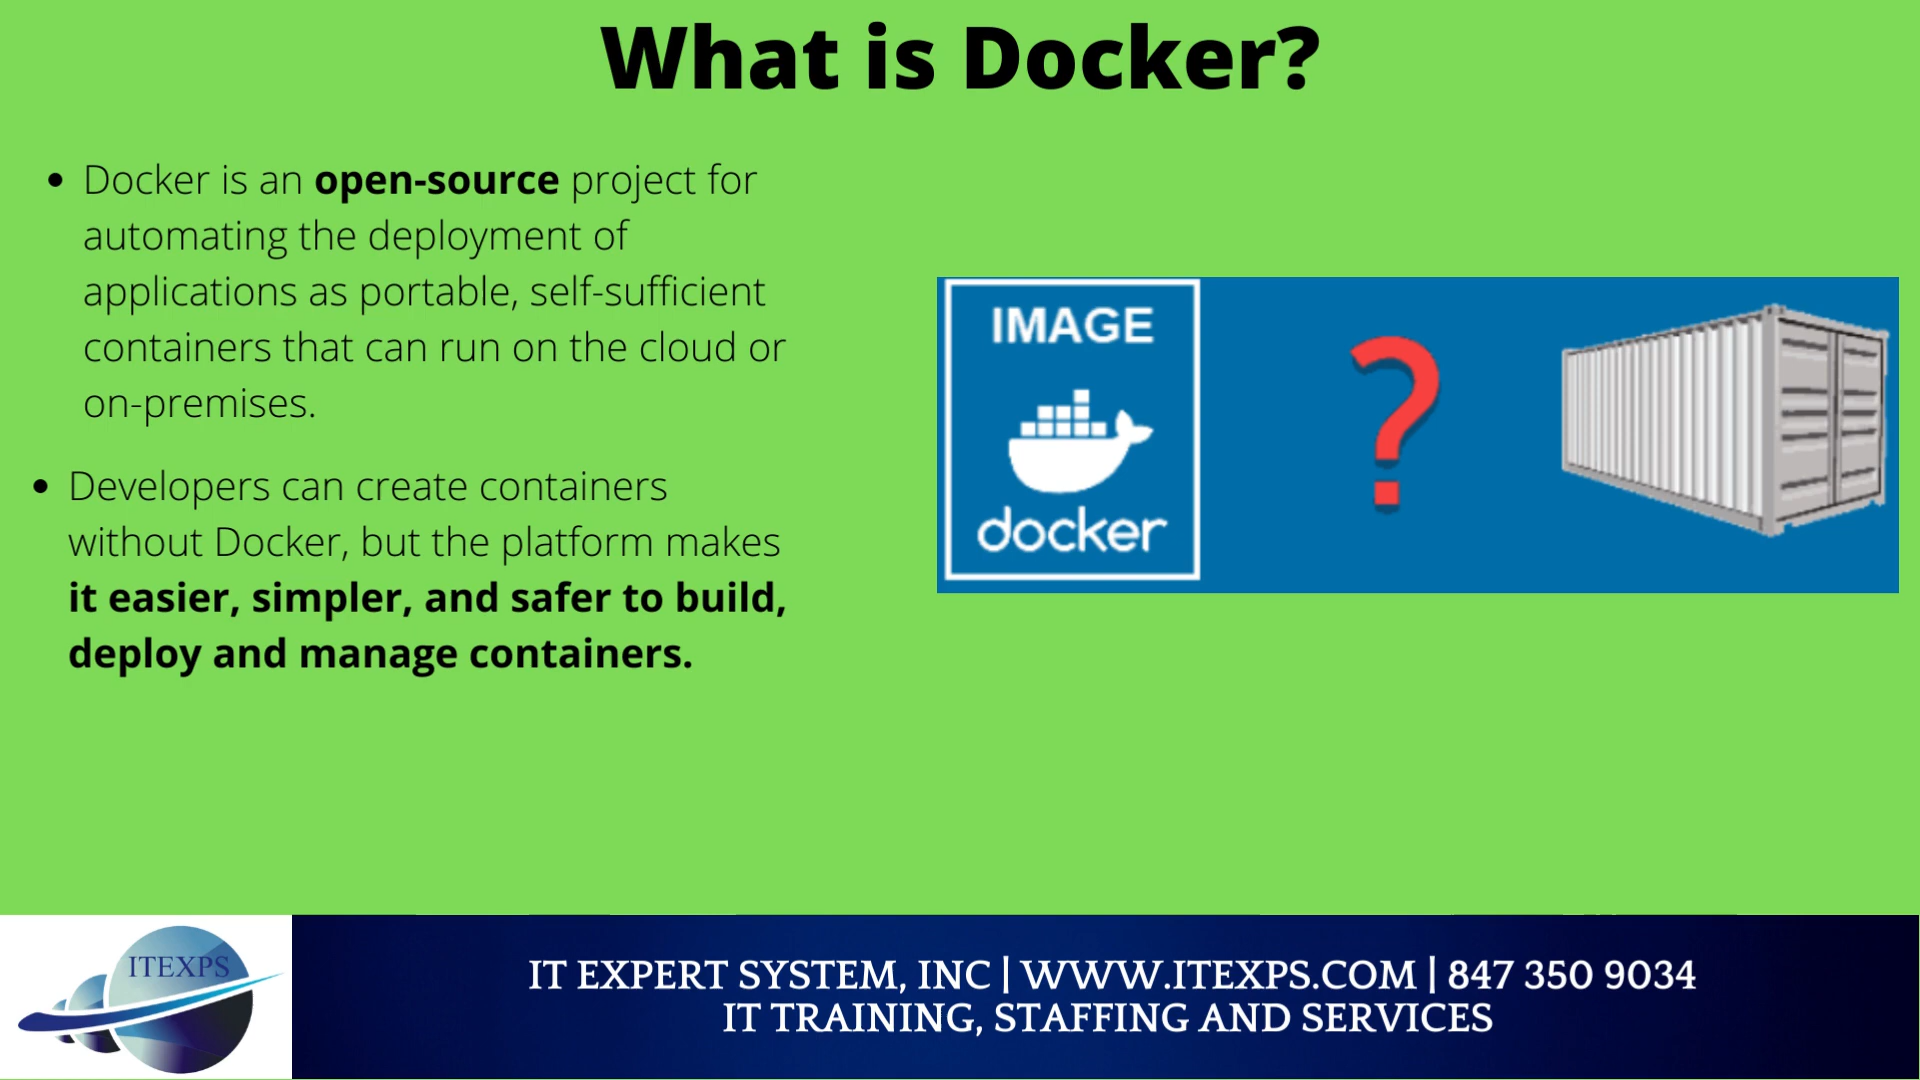 What is Docker?
• Docker is an open-source project for
automating the deployment of
applications as portable, self-sufficient
containers that can run on the cloud or
on-premises.
• Developers can create containers
without Docker, but the platform makes
it easier, simpler, and safer to build,
deploy and manage containers.
IMAGE
docker
?
ITEXPS
IT EXPERT SYSTEM, INC | WWW.ITEXPS.COM | 847 350 9034
IT TRAINING, STAFFING AND SERVICES